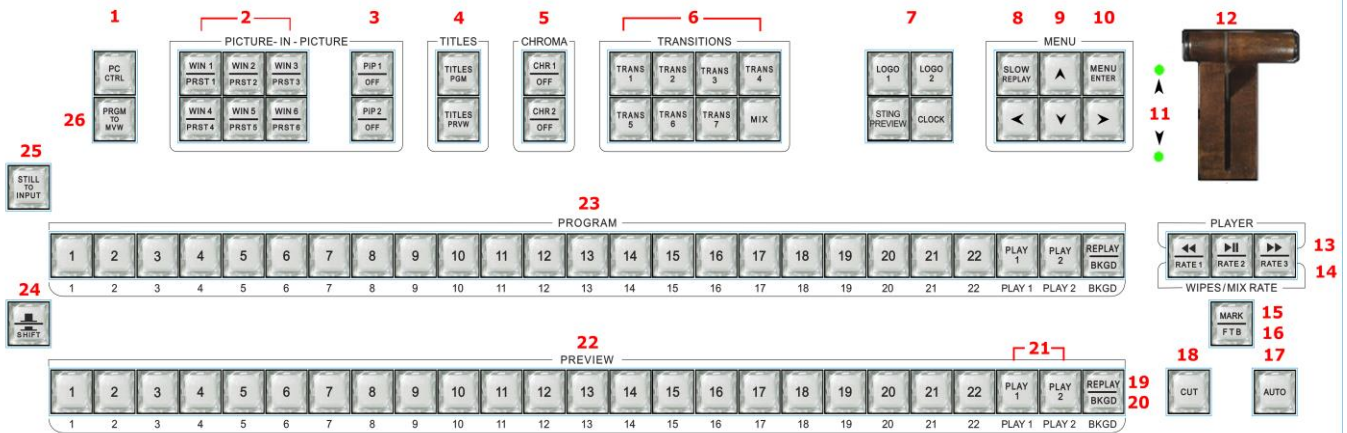 1 2 3 4 5 6 7 8 9 10 12
PICTURE- IN - PICTURE TITLES CHROMA TRANSITIONS MENU
PC CTRL
WIN 1 PRST 1
WIN 2 PRST 2
WIN 3 PRST 3
PIP 1 OFF
TITLES PGM
CHR 1 OFF
TRANS 1
TRANS 2
TRANS 3
TRANS 4
LOGO 1
LOGO 2
SLOW REPLAY
MENU ENTER
11
26
PRGM TO MVW
WIN 4 PRST 4
WIN 5 PRST 5
WIN 6 PRST 6
PIP 2 OFF
TITLES PRVW
CHR 2 OFF
TRANS 5
TRANS 6
TRANS 7
MIX
STING PREVIEW
CLOCK
25
STILL TO INPUT
23
PROGRAM
PLAYER
1 2 3 4 5 6 7 8 9 10 11 12 13 14 15 16 17 18 19 20 21 22 PLAY 1 PLAY 2 REPLAY BKGD
1 2 3 4 5 6 7 8 9 10 11 12 13 14 15 16 17 18 19 20 21 22 PLAY 1 PLAY 2 BKGD
13
RATE 1 RATE 2 RATE 3 14
WIPES/MIX RATE
24
SHIFT
MARK 15
FTB 16
22
PREVIEW
21
18 17
1 2 3 4 5 6 7 8 9 10 11 12 13 14 15 16 17 18 19 20 21 22 PLAY 1 PLAY 2 REPLAY BKGD
19
20
CUT AUTO
1 2 3 4 5 6 7 8 9 10 11 12 13 14 15 16 17 18 19 20 21 22 PLAY 1 PLAY 2 BKGD